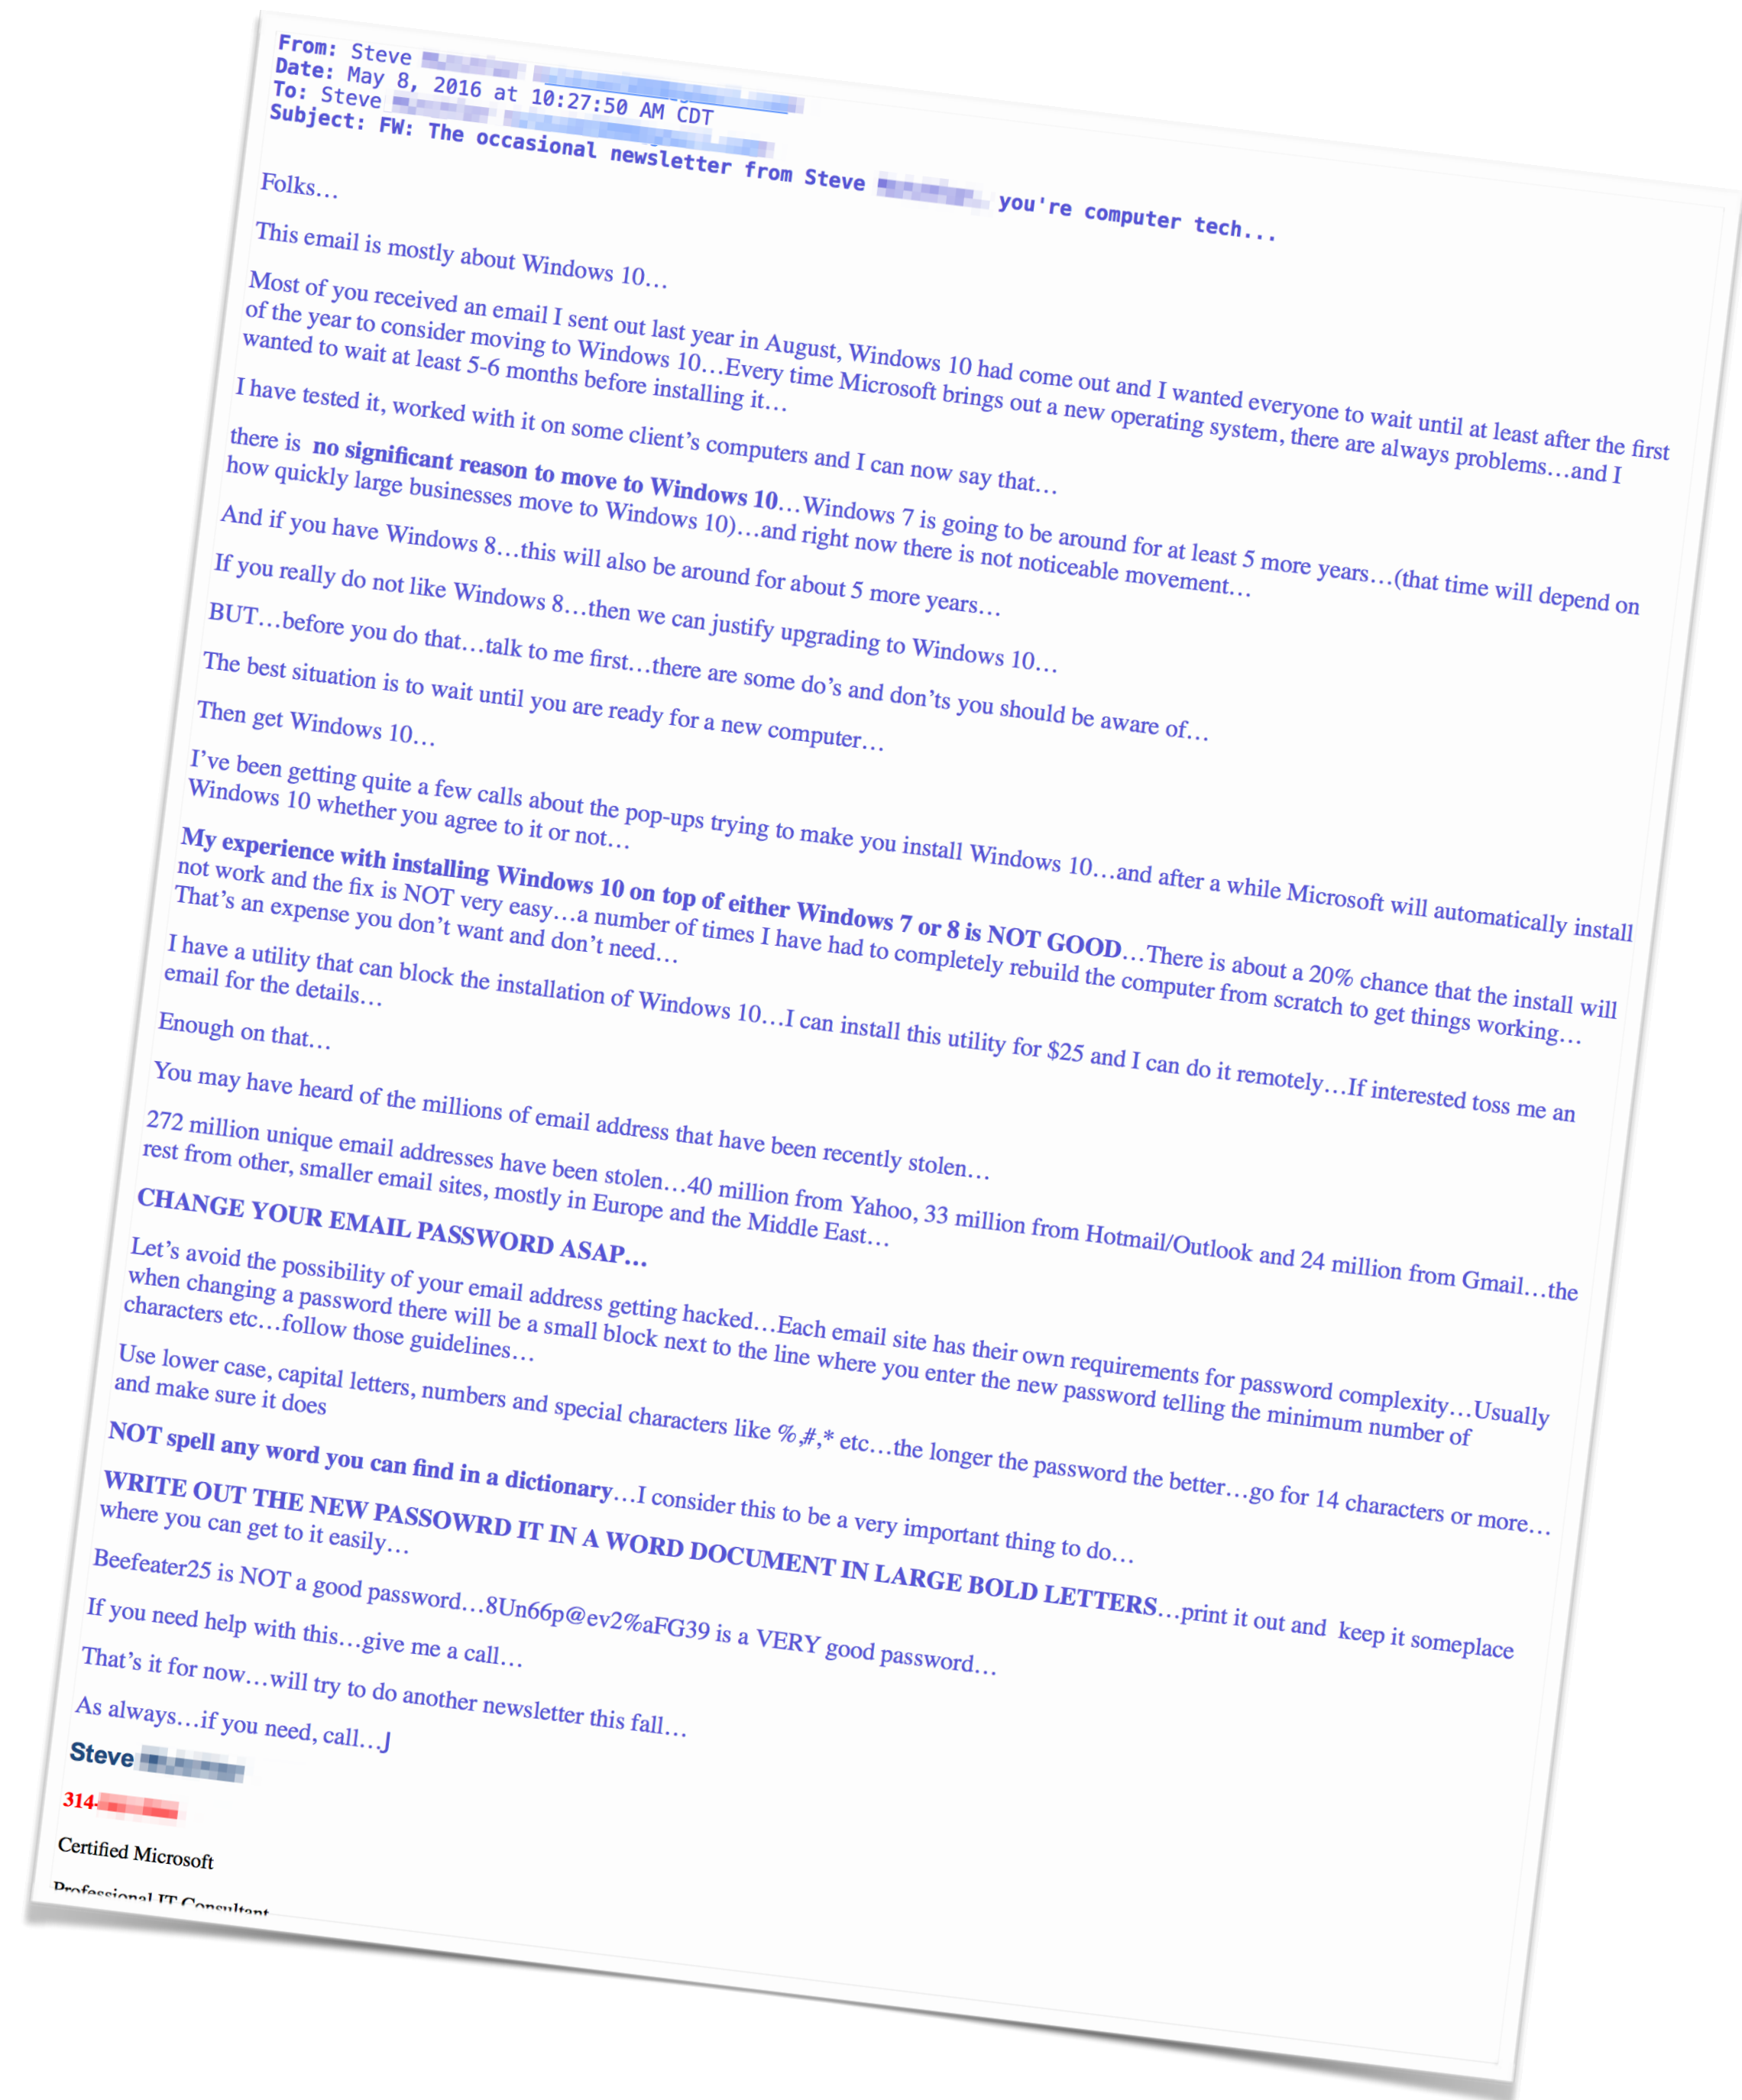 From: Steve
Date: May 8, 2016 at 10:27:50 AM CDT
To: Steve
Subject: FW: The occasional newsletter from Steve you're computer tech...
Folks…
This email is mostly about Windows 10…
Most of you received an email I sent out last year in August, Windows 10 had come out and I wanted everyone to wait until at least after the first
of the year to consider moving to Windows 10…Every time Microsoft brings out a new operating system, there are always problems…and I
wanted to wait at least 5-6 months before installing it…
I have tested it, worked with it on some client’s computers and I can now say that…
there is  no significant reason to move to Windows 10…Windows 7 is going to be around for at least 5 more years…(that time will depend on
how quickly large businesses move to Windows 10)…and right now there is not noticeable movement…
And if you have Windows 8…this will also be around for about 5 more years…
If you really do not like Windows 8…then we can justify upgrading to Windows 10…
BUT…before you do that…talk to me first…there are some do’s and don’ts you should be aware of…
The best situation is to wait until you are ready for a new computer…
Then get Windows 10…
I’ve been getting quite a few calls about the pop-ups trying to make you install Windows 10…and after a while Microsoft will automatically install
Windows 10 whether you agree to it or not…
My experience with installing Windows 10 on top of either Windows 7 or 8 is NOT GOOD…There is about a 20% chance that the install will
not work and the fix is NOT very easy…a number of times I have had to completely rebuild the computer from scratch to get things working…
That’s an expense you don’t want and don’t need…
I have a utility that can block the installation of Windows 10…I can install this utility for $25 and I can do it remotely…If interested toss me an
email for the details…
Enough on that…
You may have heard of the millions of email address that have been recently stolen…
272 million unique email addresses have been stolen…40 million from Yahoo, 33 million from Hotmail/Outlook and 24 million from Gmail…the
rest from other, smaller email sites, mostly in Europe and the Middle East…
CHANGE YOUR EMAIL PASSWORD ASAP…
Let’s avoid the possibility of your email address getting hacked…Each email site has their own requirements for password complexity…Usually
when changing a password there will be a small block next to the line where you enter the new password telling the minimum number of
characters etc…follow those guidelines…
Use lower case, capital letters, numbers and special characters like %,#,* etc…the longer the password the better…go for 14 characters or more…
and make sure it does
NOT spell any word you can find in a dictionary…I consider this to be a very important thing to do…
WRITE OUT THE NEW PASSOWRD IT IN A WORD DOCUMENT IN LARGE BOLD LETTERS…print it out and  keep it someplace
where you can get to it easily…
Beefeater25 is NOT a good password…8Un66p@ev2%aFG39 is a VERY good password…
If you need help with this…give me a call…
That’s it for now…will try to do another newsletter this fall…
As always…if you need, call…J
Steve
314-
Certified Microsoft
Professional IT Consultant